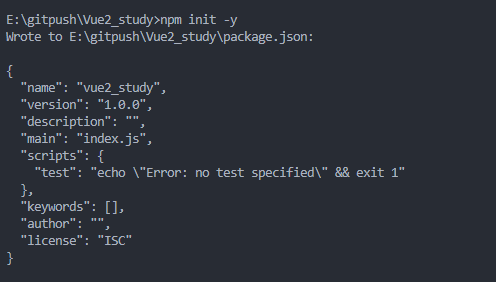 E:\gitpush\Vue2_study>npm init -y
Wrote to E:\gitpush\Vue2_study\package.json:
{
  "name": "vue2_study",
  "version": "1.0.0",
  "description": "",
  "main": "index.js",
  "scripts": {
    "test": "echo \"Error: no test specified\" && exit 1"
  },
  "keywords": [],
  "author": "",
  "license": "ISC"
}